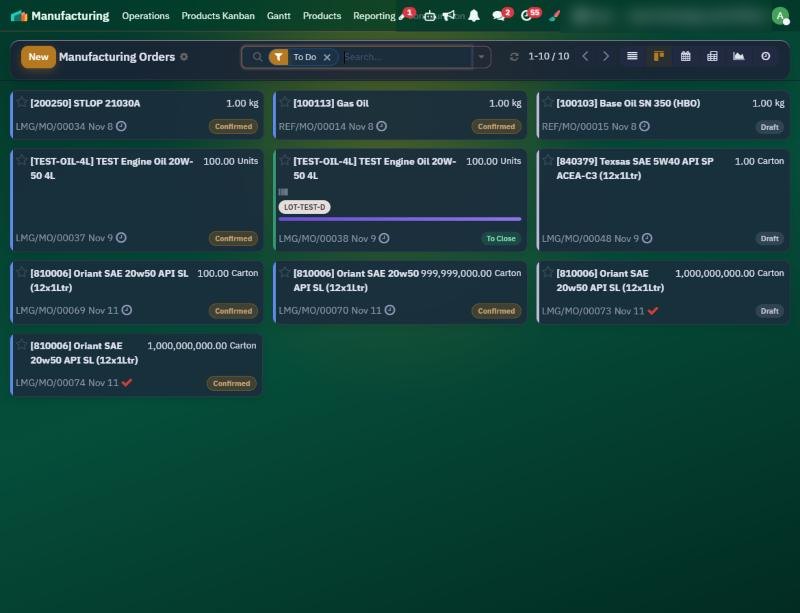 Manufacturing Operations Products Kanban Gantt Products Reporting 1 2 55 A
New Manufacturing Orders To Do Search... 1-10 / 10
[200250] STLOP 21030A 1.00 kg
LMG/MO/00034 Nov 8 Confirmed
[100113] Gas Oil 1.00 kg
REF/MO/00014 Nov 8 Confirmed
[100103] Base Oil SN 350 (HBO) 1.00 kg
REF/MO/00015 Nov 8 Draft
[TEST-OIL-4L] TEST Engine Oil 20W-50 4L 100.00 Units
LMG/MO/00037 Nov 9 Confirmed
[TEST-OIL-4L] TEST Engine Oil 20W-50 4L 100.00 Units
LOT-TEST-D
LMG/MO/00038 Nov 9 To Close
[840379] Texsas SAE 5W40 API SP ACEA-C3 (12x1Ltr) 1.00 Carton
LMG/MO/00048 Nov 9 Draft
[810006] Oriant SAE 20w50 API SL (12x1Ltr) 100.00 Carton
LMG/MO/00069 Nov 11 Confirmed
[810006] Oriant SAE 20w50 API SL (12x1Ltr) 999,999,000.00 Carton
LMG/MO/00070 Nov 11 Confirmed
[810006] Oriant SAE 20w50 API SL (12x1Ltr) 1,000,000,000.00 Carton
LMG/MO/00073 Nov 11 Draft
[810006] Oriant SAE 20w50 API SL (12x1Ltr) 1,000,000,000.00 Carton
LMG/MO/00074 Nov 11 Confirmed